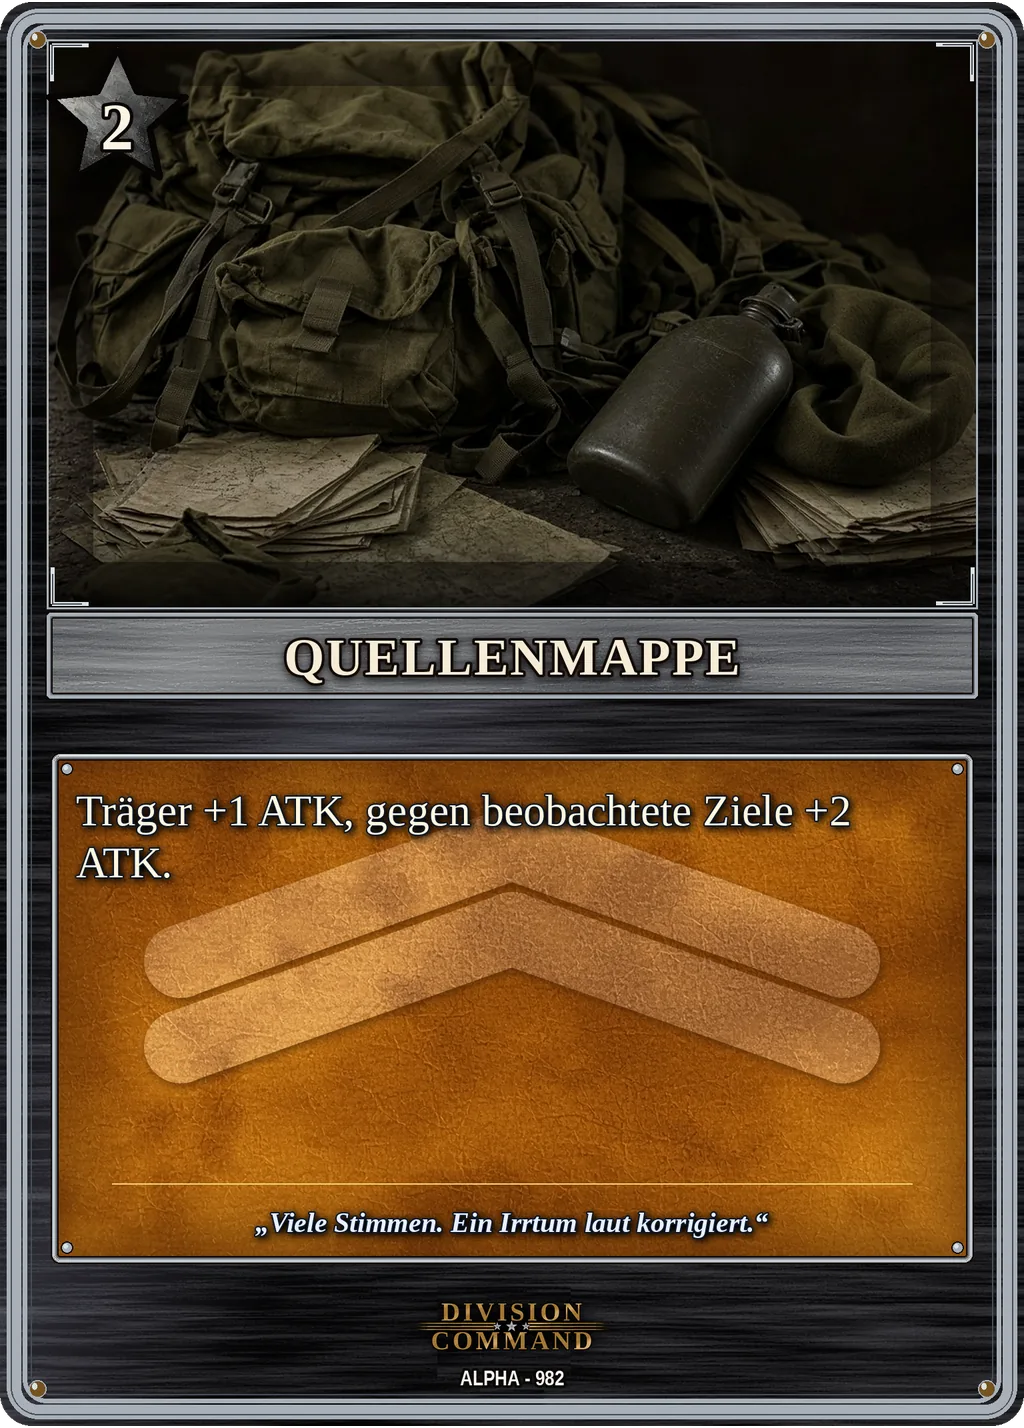 2
QUELLENMAPPE
Träger +1 ATK, gegen beobachtete Ziele +2
ATK.
„Viele Stimmen. Ein Irrtum laut korrigiert.“
DIVISION
COMMAND
ALPHA - 982